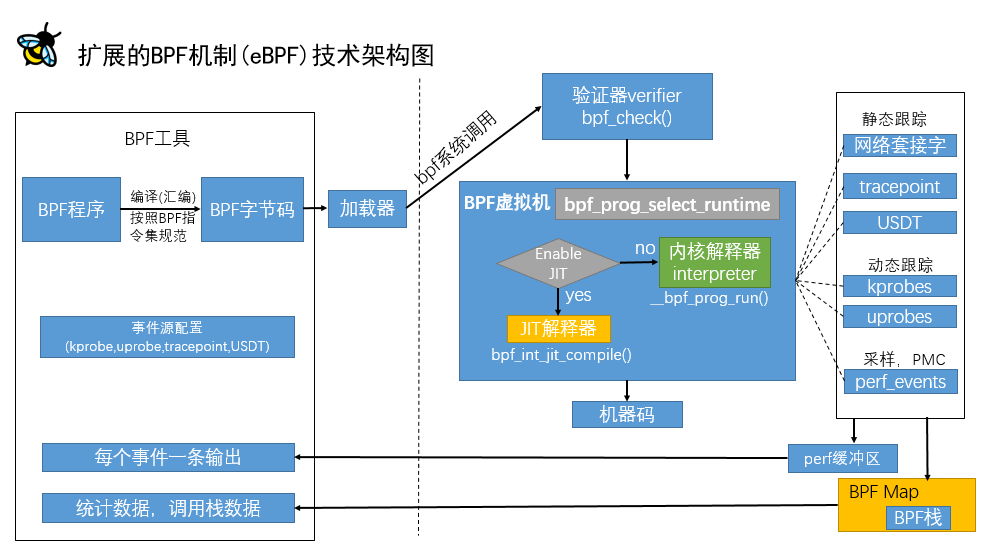 扩展的BPF机制(eBPF)技术架构图
BPF工具
BPF程序
编译(汇编)
按照BPF指
令集规范
BPF字节码
加载器
事件源配置
(kprobe,uprobe,tracepoint,USDT)
每个事件一条输出
统计数据，调用栈数据
bpf系统调用
验证器verifier
bpf_check()
BPF虚拟机
bpf_prog_select_runtime
Enable
JIT
no
yes
内核解释器
interpreter
__bpf_prog_run()
JIT解释器
bpf_int_jit_compile()
机器码
静态跟踪
网络套接字
tracepoint
USDT
动态跟踪
kprobes
uprobes
采样，PMC
perf_events
perf缓冲区
BPF Map
BPF栈